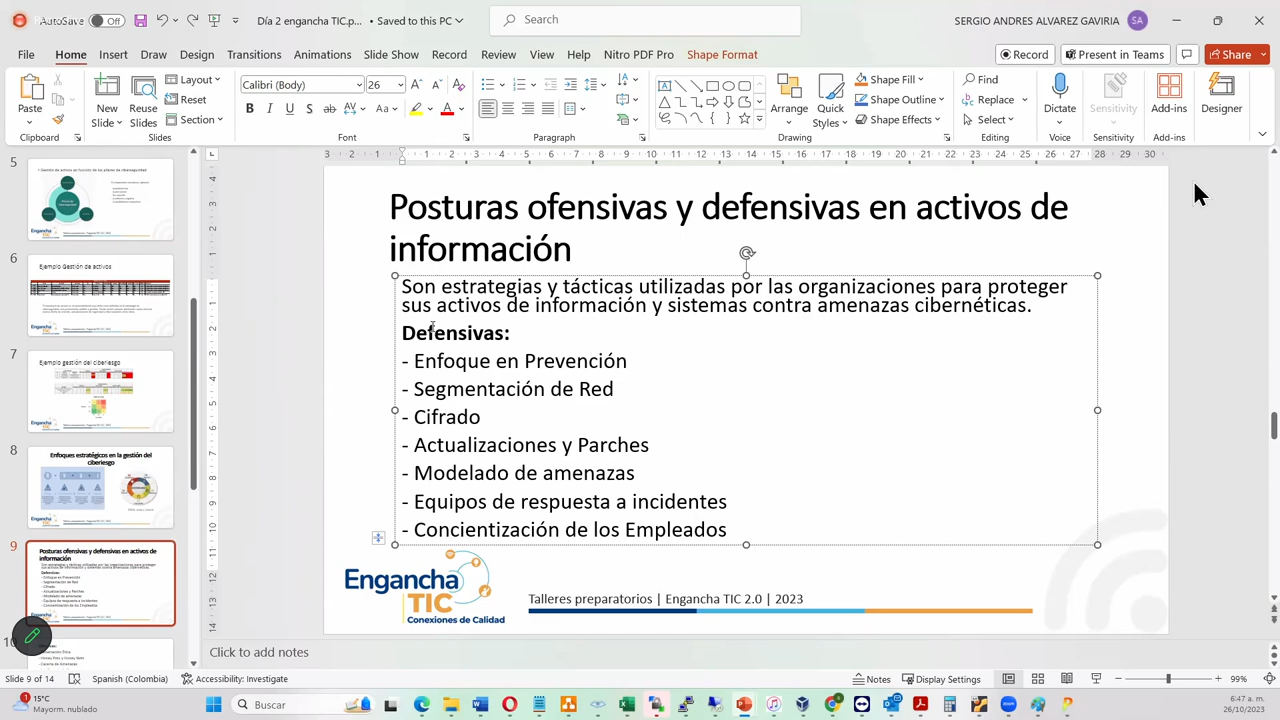 AutoSave Off
Día 2 engancha TIC.p... • Saved to this PC
Search
SERGIO ANDRES ALVAREZ GAVIRIA SA
File Home Insert Draw Design Transitions Animations Slide Show Record Review View Help Nitro PDF Pro Shape Format
Record Present in Teams Share
Paste
Clipboard
New Slide
Reuse Slides
Layout
Reset
Section
Slides
Calibri (Body) 26
Font
Paragraph
Arrange
Quick Styles
Shape Fill
Shape Outline
Shape Effects
Drawing
Find
Replace
Select
Editing
Dictate
Voice
Sensitivity
Sensitivity
Add-ins
Add-ins
Designer
5
6
Ejemplo Gestión de activos
7
Ejemplo gestión del ciberiesgo
8
Enfoques estratégicos en la gestión del ciberiesgo
9
Posturas ofensivas y defensivas en activos de información
Posturas ofensivas y defensivas en activos de
información
Son estrategias y tácticas utilizadas por las organizaciones para proteger
sus activos de información y sistemas contra amenazas cibernéticas.
Defensivas:
- Enfoque en Prevención
- Segmentación de Red
- Cifrado
- Actualizaciones y Parches
- Modelado de amenazas
- Equipos de respuesta a incidentes
- Concientización de los Empleados
Engancha
TIC
Conexiones de Calidad
Talleres preparatorios | Engancha TIC 2021_2023
Click to add notes
Slide 9 of 14 Spanish (Colombia) Accessibility: Investigate
Notes Display Settings 99%
1 15°C
Mayorm. nublado
Buscar
6:47 a. m.
26/10/2023